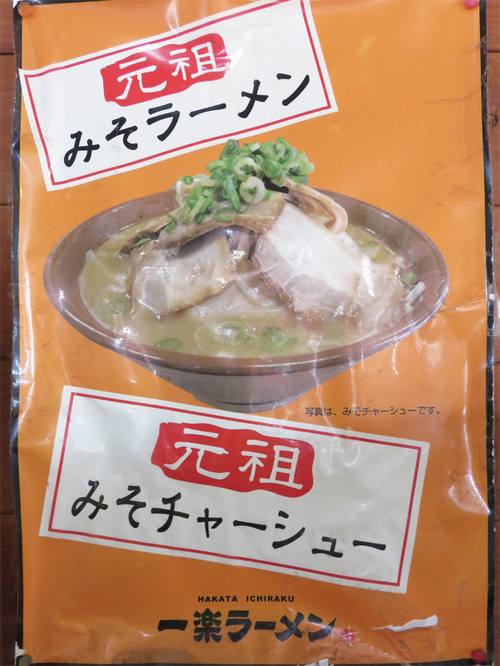 元祖
みそラーメン
写真は、みそチャーシューです。
元祖
みそチャーシュー
HAKATA ICHIRAKU
一楽ラーメン